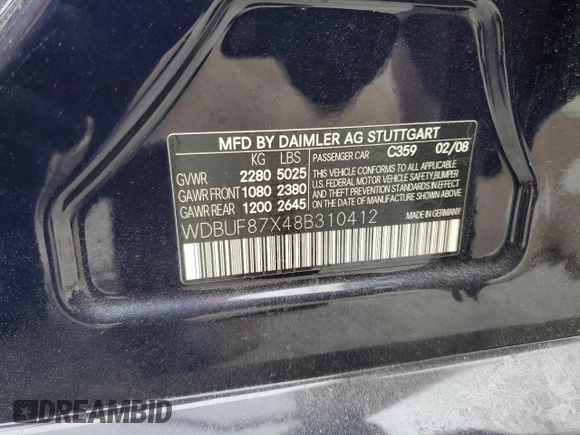 MFD BY DAIMLER AG STUTTGART
KG LBS PASSENGER CAR C359 02/08
GVWR 2280 5025 THIS VEHICLE CONFORMS TO ALL APPLICABLE
GAWR FRONT 1080 2380 U.S. FEDERAL MOTOR VEHICLE SAFETY, BUMPER,
AND THEFT PREVENTION STANDARDS IN EFFECT
GAWR REAR 1200 2645 ON THE DATE OF MANUFACTURE SHOWN ABOVE
WDBUF87X48B310412
MADE IN GERMANY
DREAMBID